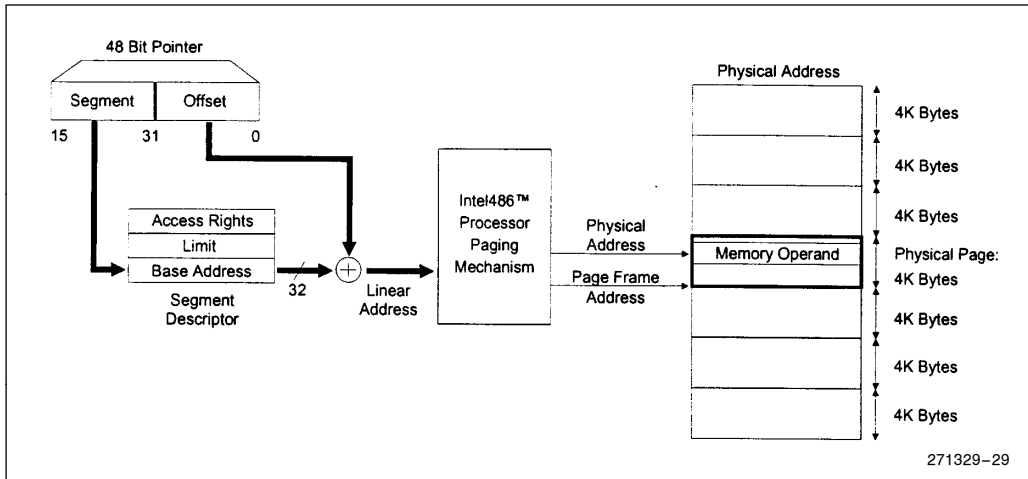 48 Bit Pointer
Segment
Offset
15
31
0
Access Rights
Limit
Base Address
Segment
Descriptor
32
+
Linear
Address
Intel486™
Processor
Paging
Mechanism
Physical
Address
Page Frame
Address
Physical Address
Memory Operand
4K Bytes
4K Bytes
4K Bytes
Physical Page:
4K Bytes
4K Bytes
4K Bytes
4K Bytes
271329–29